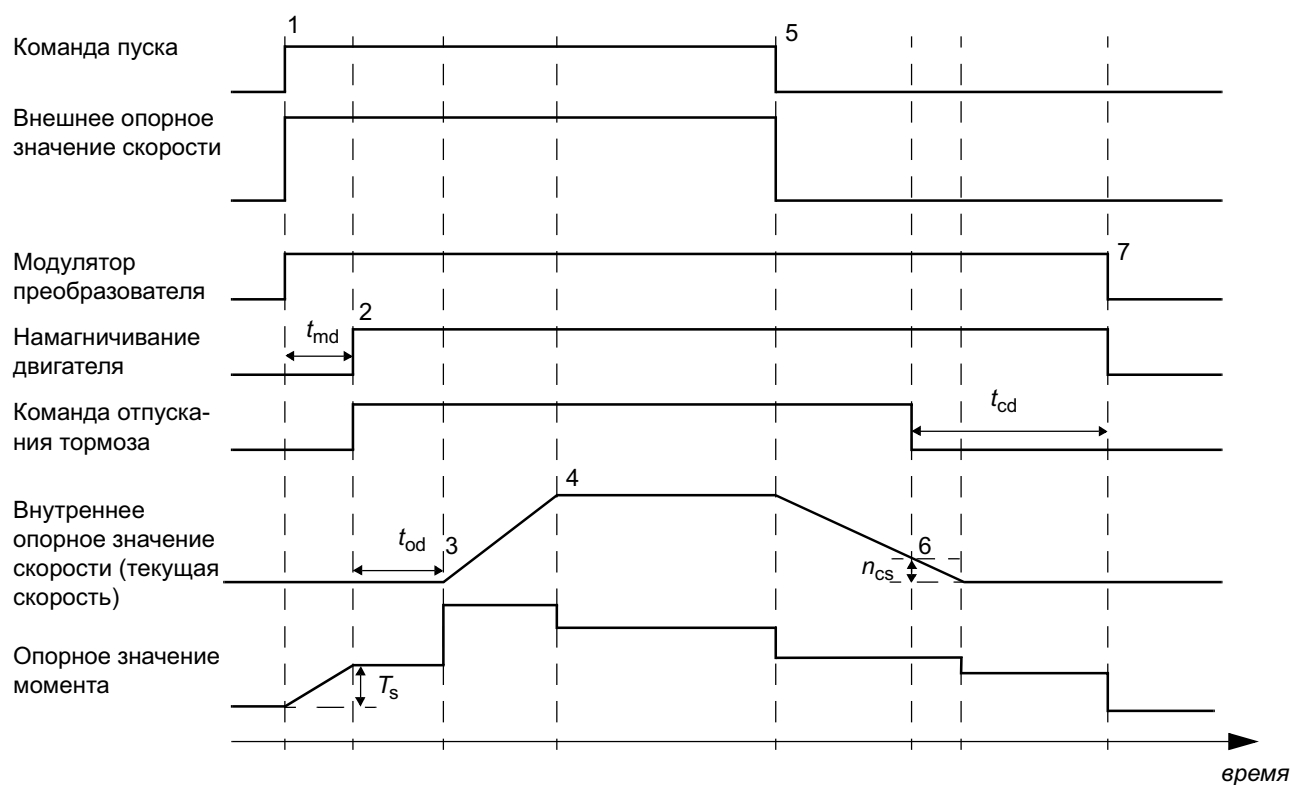 1
Команда пуска
5
Внешнее опорное
значение скорости
Модулятор
преобразователя
7
2
Намагничивание
двигателя
tmd
Команда отпуска-
ния тормоза
tcd
4
Внутреннее
опорное значение
скорости (текущая
скорость)
tod
3
6
ncs
Опорное значение
момента
Ts
время